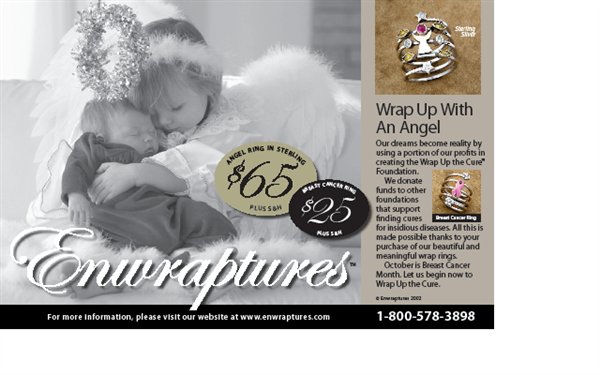 Sterling
Silver
Wrap Up With
An Angel
Our dreams become reality by
using a portion of our profits in
creating the Wrap Up the Cure™
Foundation.
We donate
funds to other
foundations
that support
finding cures
for insidious diseases. All this is
made possible thanks to your
purchase of our beautiful and
meaningful wrap rings.
October is Breast Cancer
Month. Let us begin now to
Wrap Up the Cure.
Breast Cancer Ring
© Enwraptures 2002
ANGEL RING IN STERLING
$65
PLUS S&H
BREAST CANCER RING
$25
PLUS S&H
Enwraptures™
For more information, please visit our website at www.enwraptures.com
1-800-578-3898